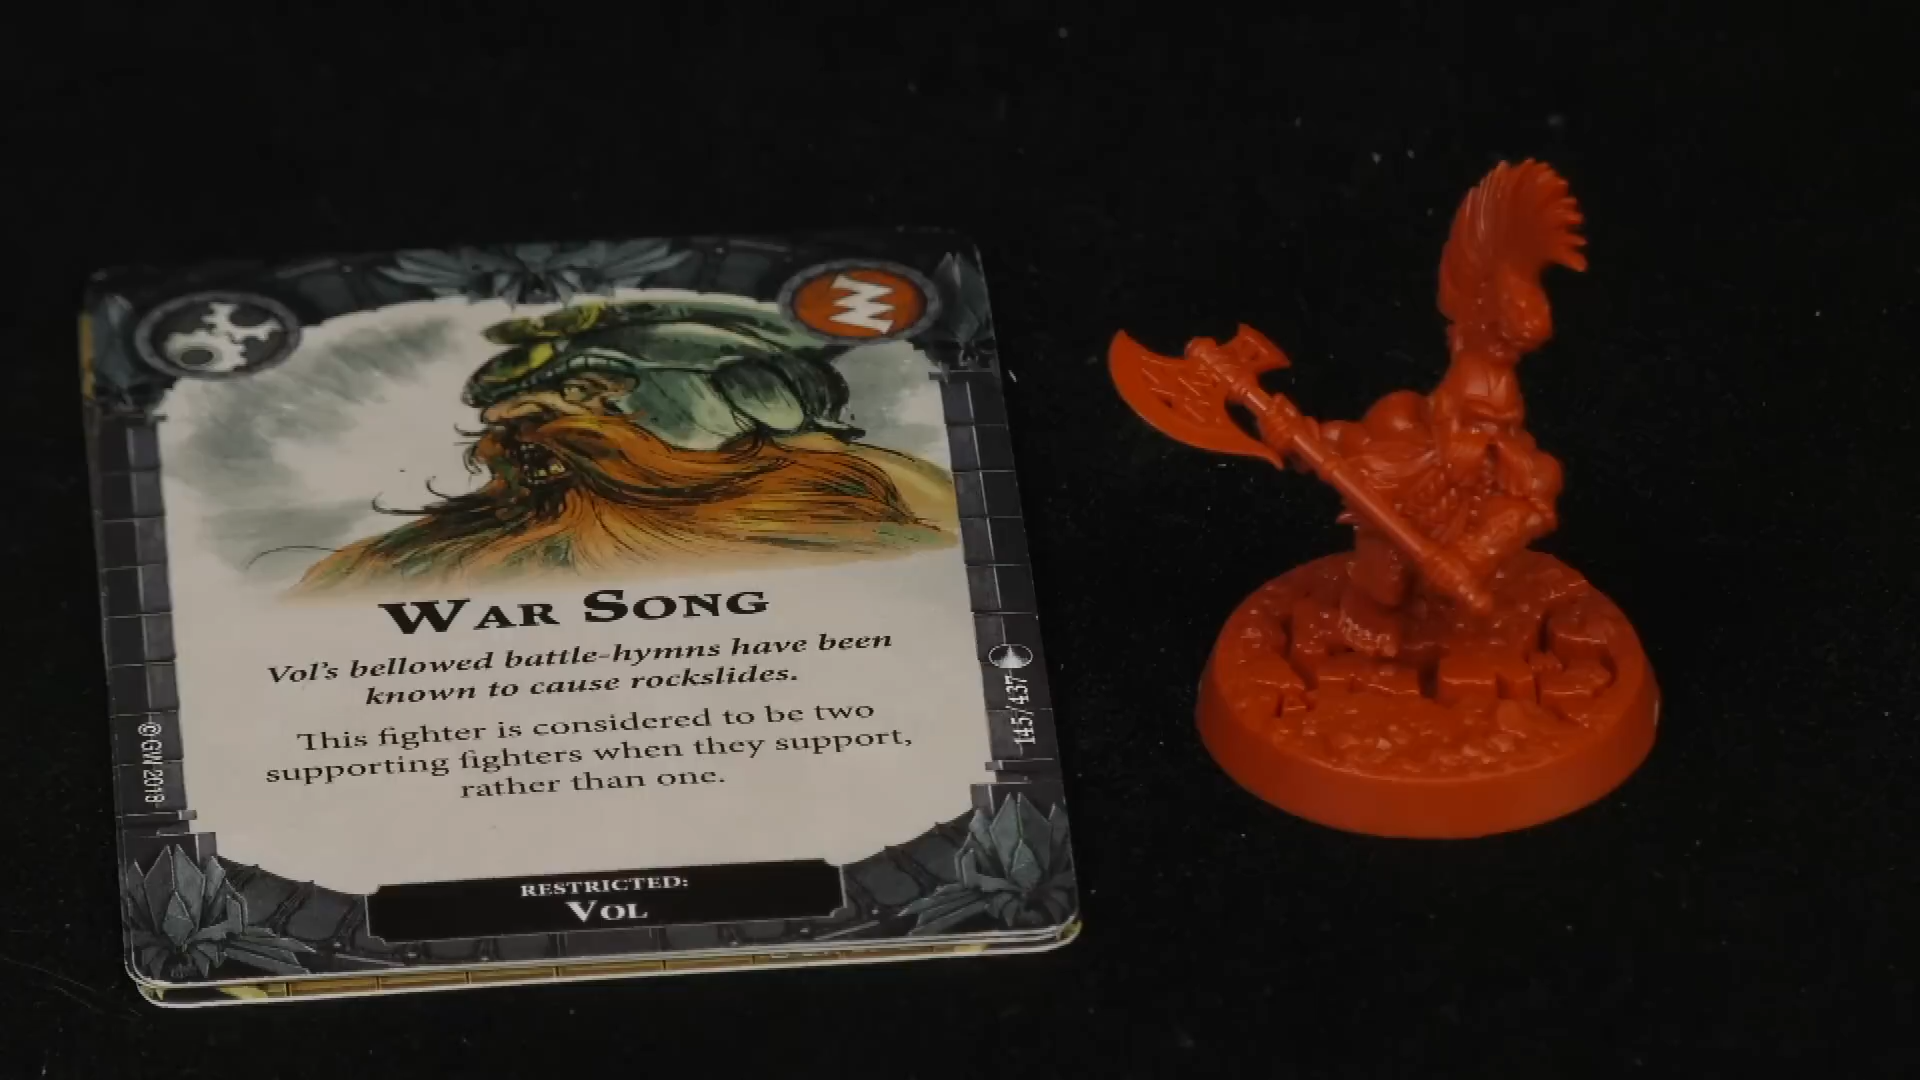 WAR SONG
Vol's bellowed battle-hymns have been
known to cause rockslides.
This fighter is considered to be two
supporting fighters when they support,
rather than one.
RESTRICTED:
VOL
©GW 2018
145/437